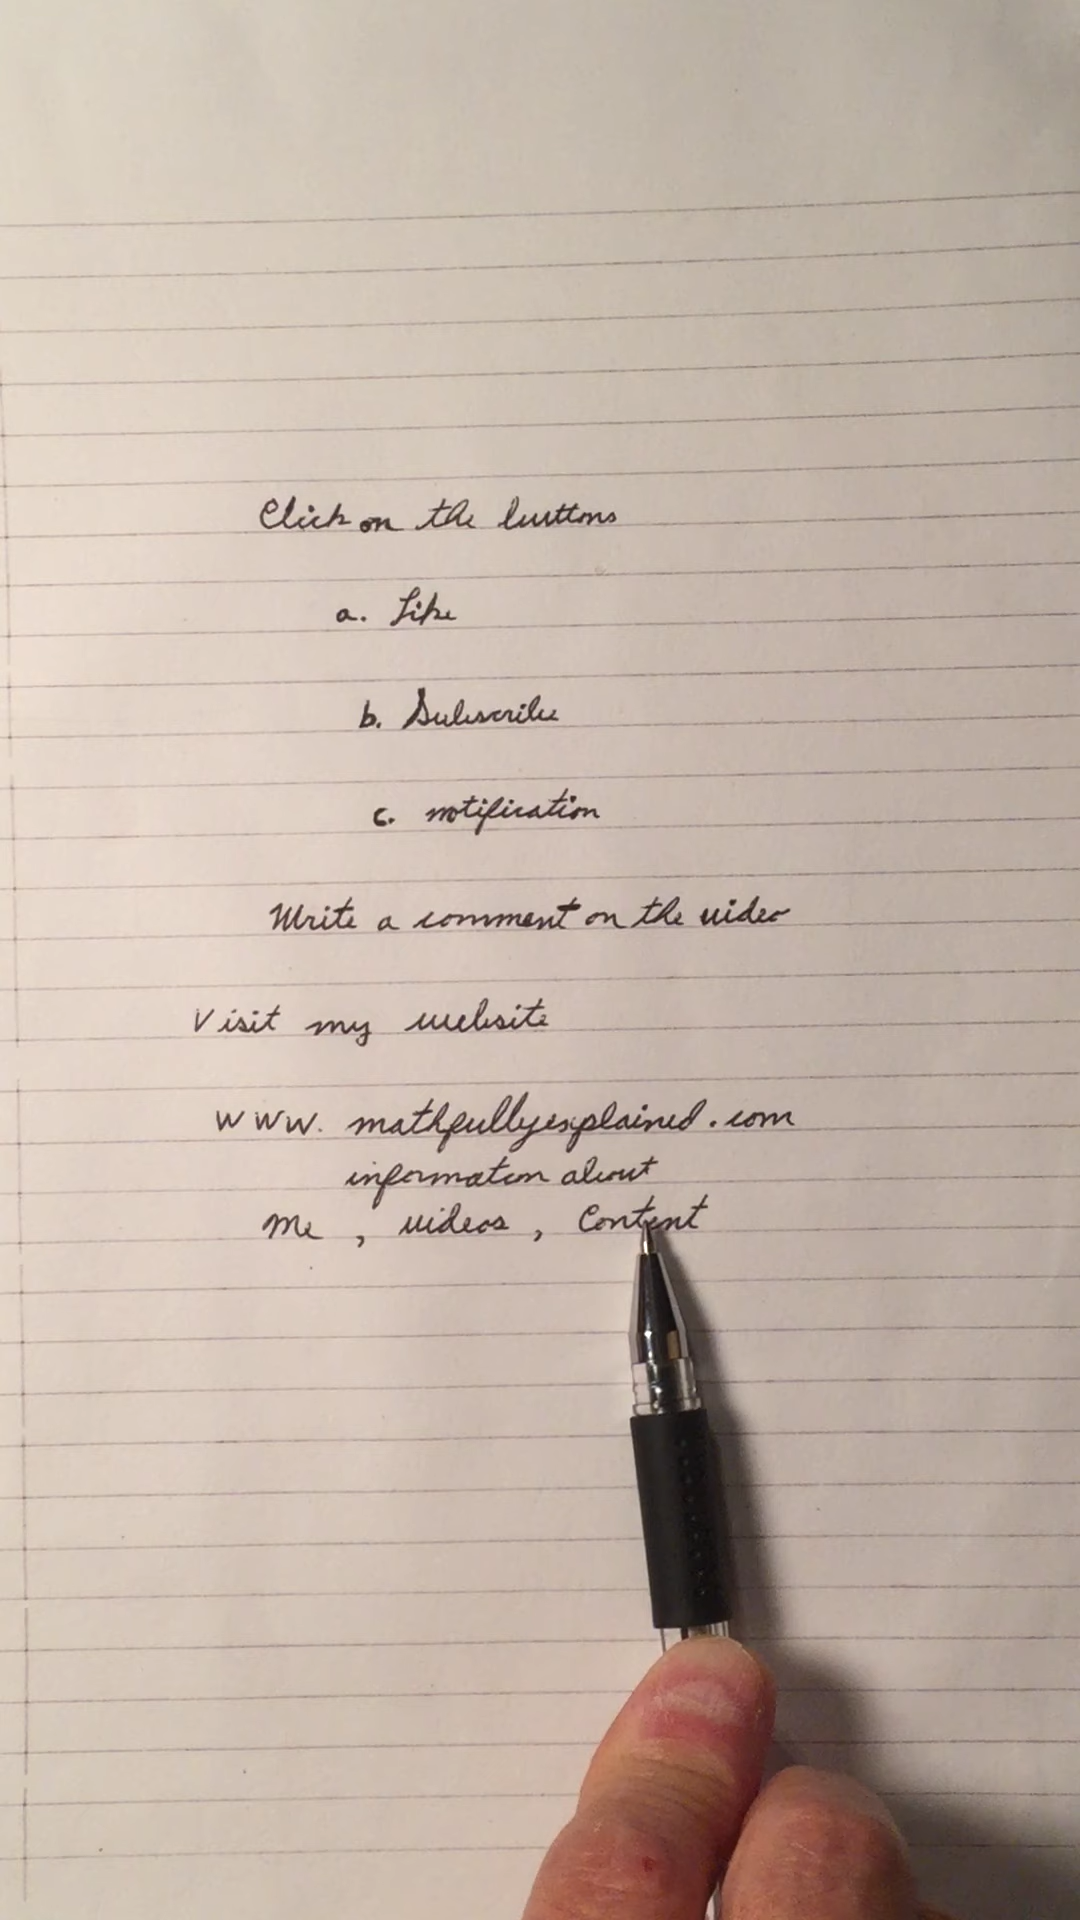 Click on the buttons
a. Like
b. Subscribe
c. notification
Write a comment on the video
Visit my website
www. mathfullyexplained.com
information about
Me , videos , Content